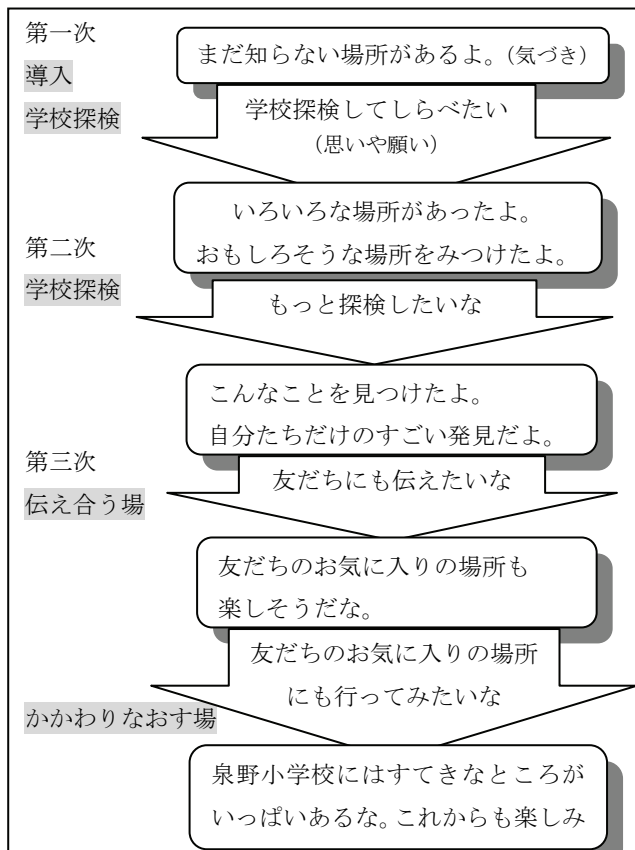 第一次
導入
学校探検
まだ知らない場所があるよ。(気づき)
学校探検してしらべたい
(思いや願い)
いろいろな場所があったよ。
おもしろそうな場所をみつけたよ。
第二次
学校探検
もっと探検したいな
こんなことを見つけたよ。
自分たちだけのすごい発見だよ。
第三次
伝え合う場
友だちにも伝えたいな
友だちのお気に入りの場所も
楽しそうだな。
友だちのお気に入りの場所
にも行ってみたいな
かかわりなおす場
泉野小学校にはすてきなところが
いっぱいあるな。これからも楽しみ